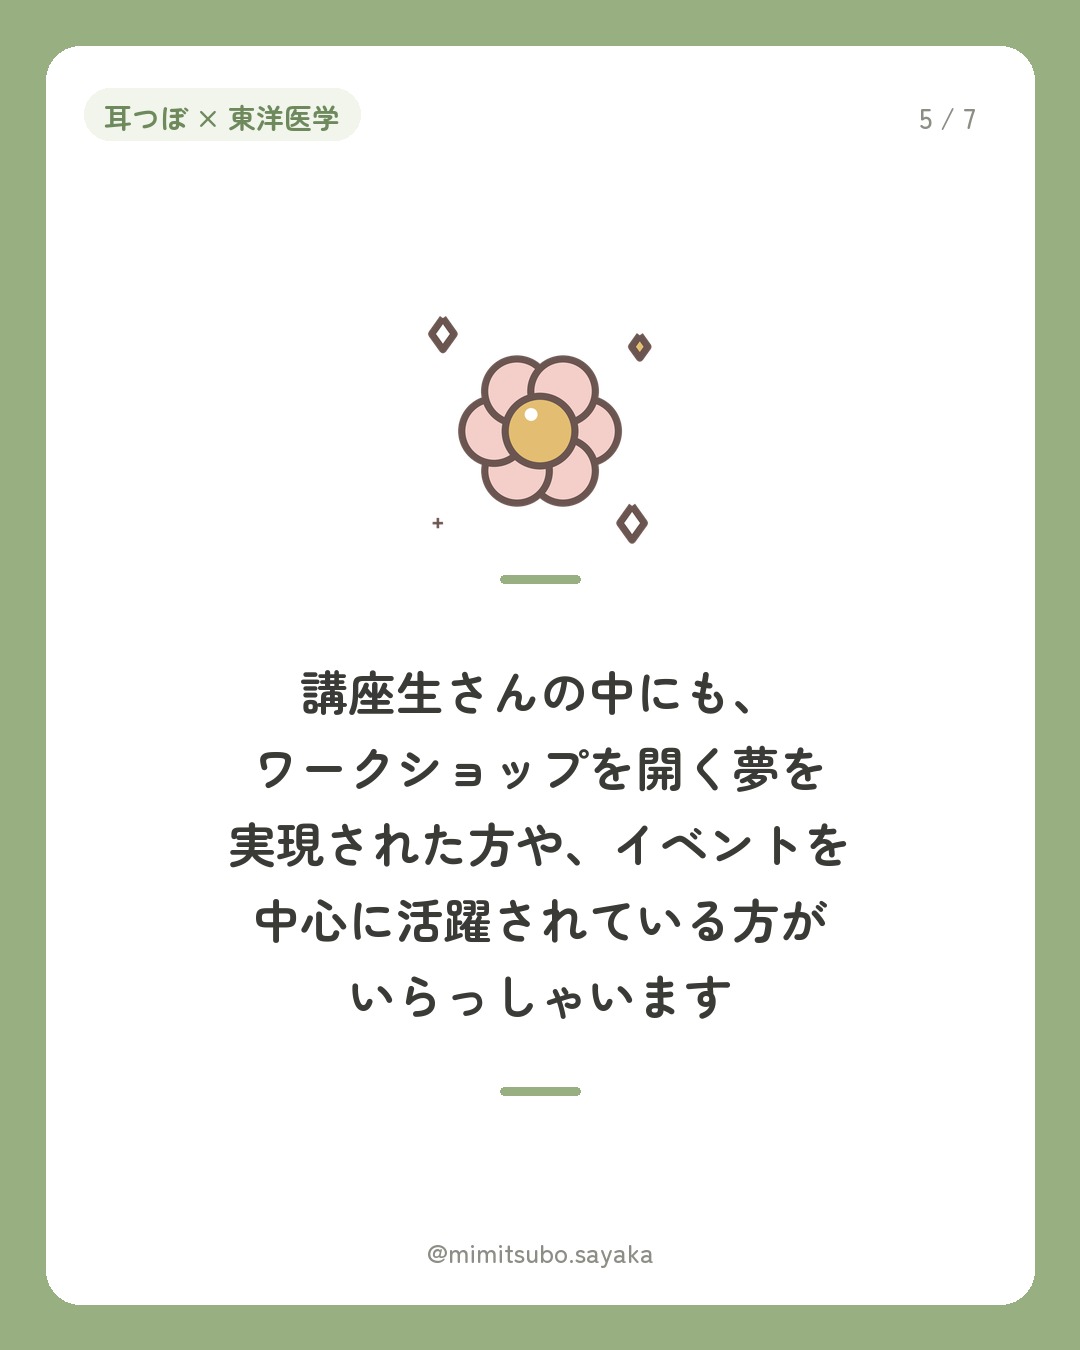 耳つぼ × 東洋医学
5 / 7
講座生さんの中にも、
ワークショップを開く夢を
実現された方や、イベントを
中心に活躍されている方が
いらっしゃいます
@mimitsubo.sayaka